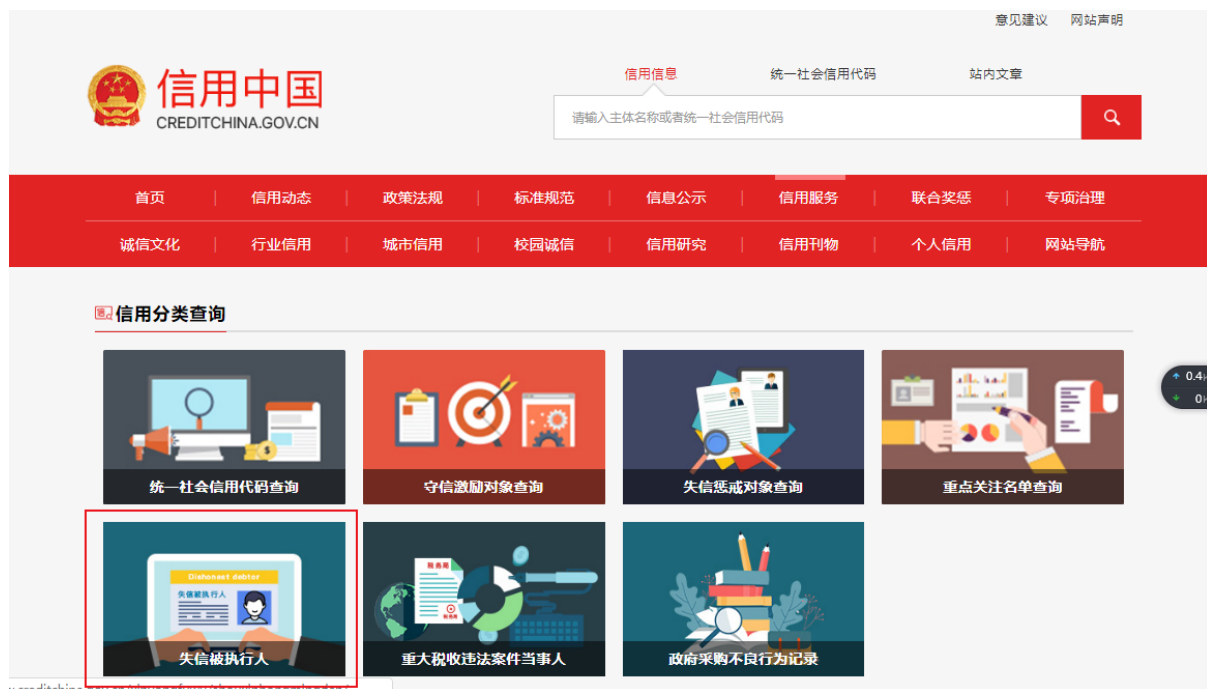 意见建议 网站声明
信用中国
CREDITCHINA.GOV.CN
信用信息 统一社会信用代码 站内文章
请输入主体名称或者统一社会信用代码
首页 信用动态 政策法规 标准规范 信息公示 信用服务 联合奖惩 专项治理
诚信文化 行业信用 城市信用 校园诚信 信用研究 信用刊物 个人信用 网站导航
信用分类查询
统一社会信用代码查询 守信激励对象查询 失信惩戒对象查询 重点关注名单查询
0.4
0
Dishonest debtor
失信被执行人
税务局
失信被执行人 重大税收违法案件当事人 政府采购不良行为记录